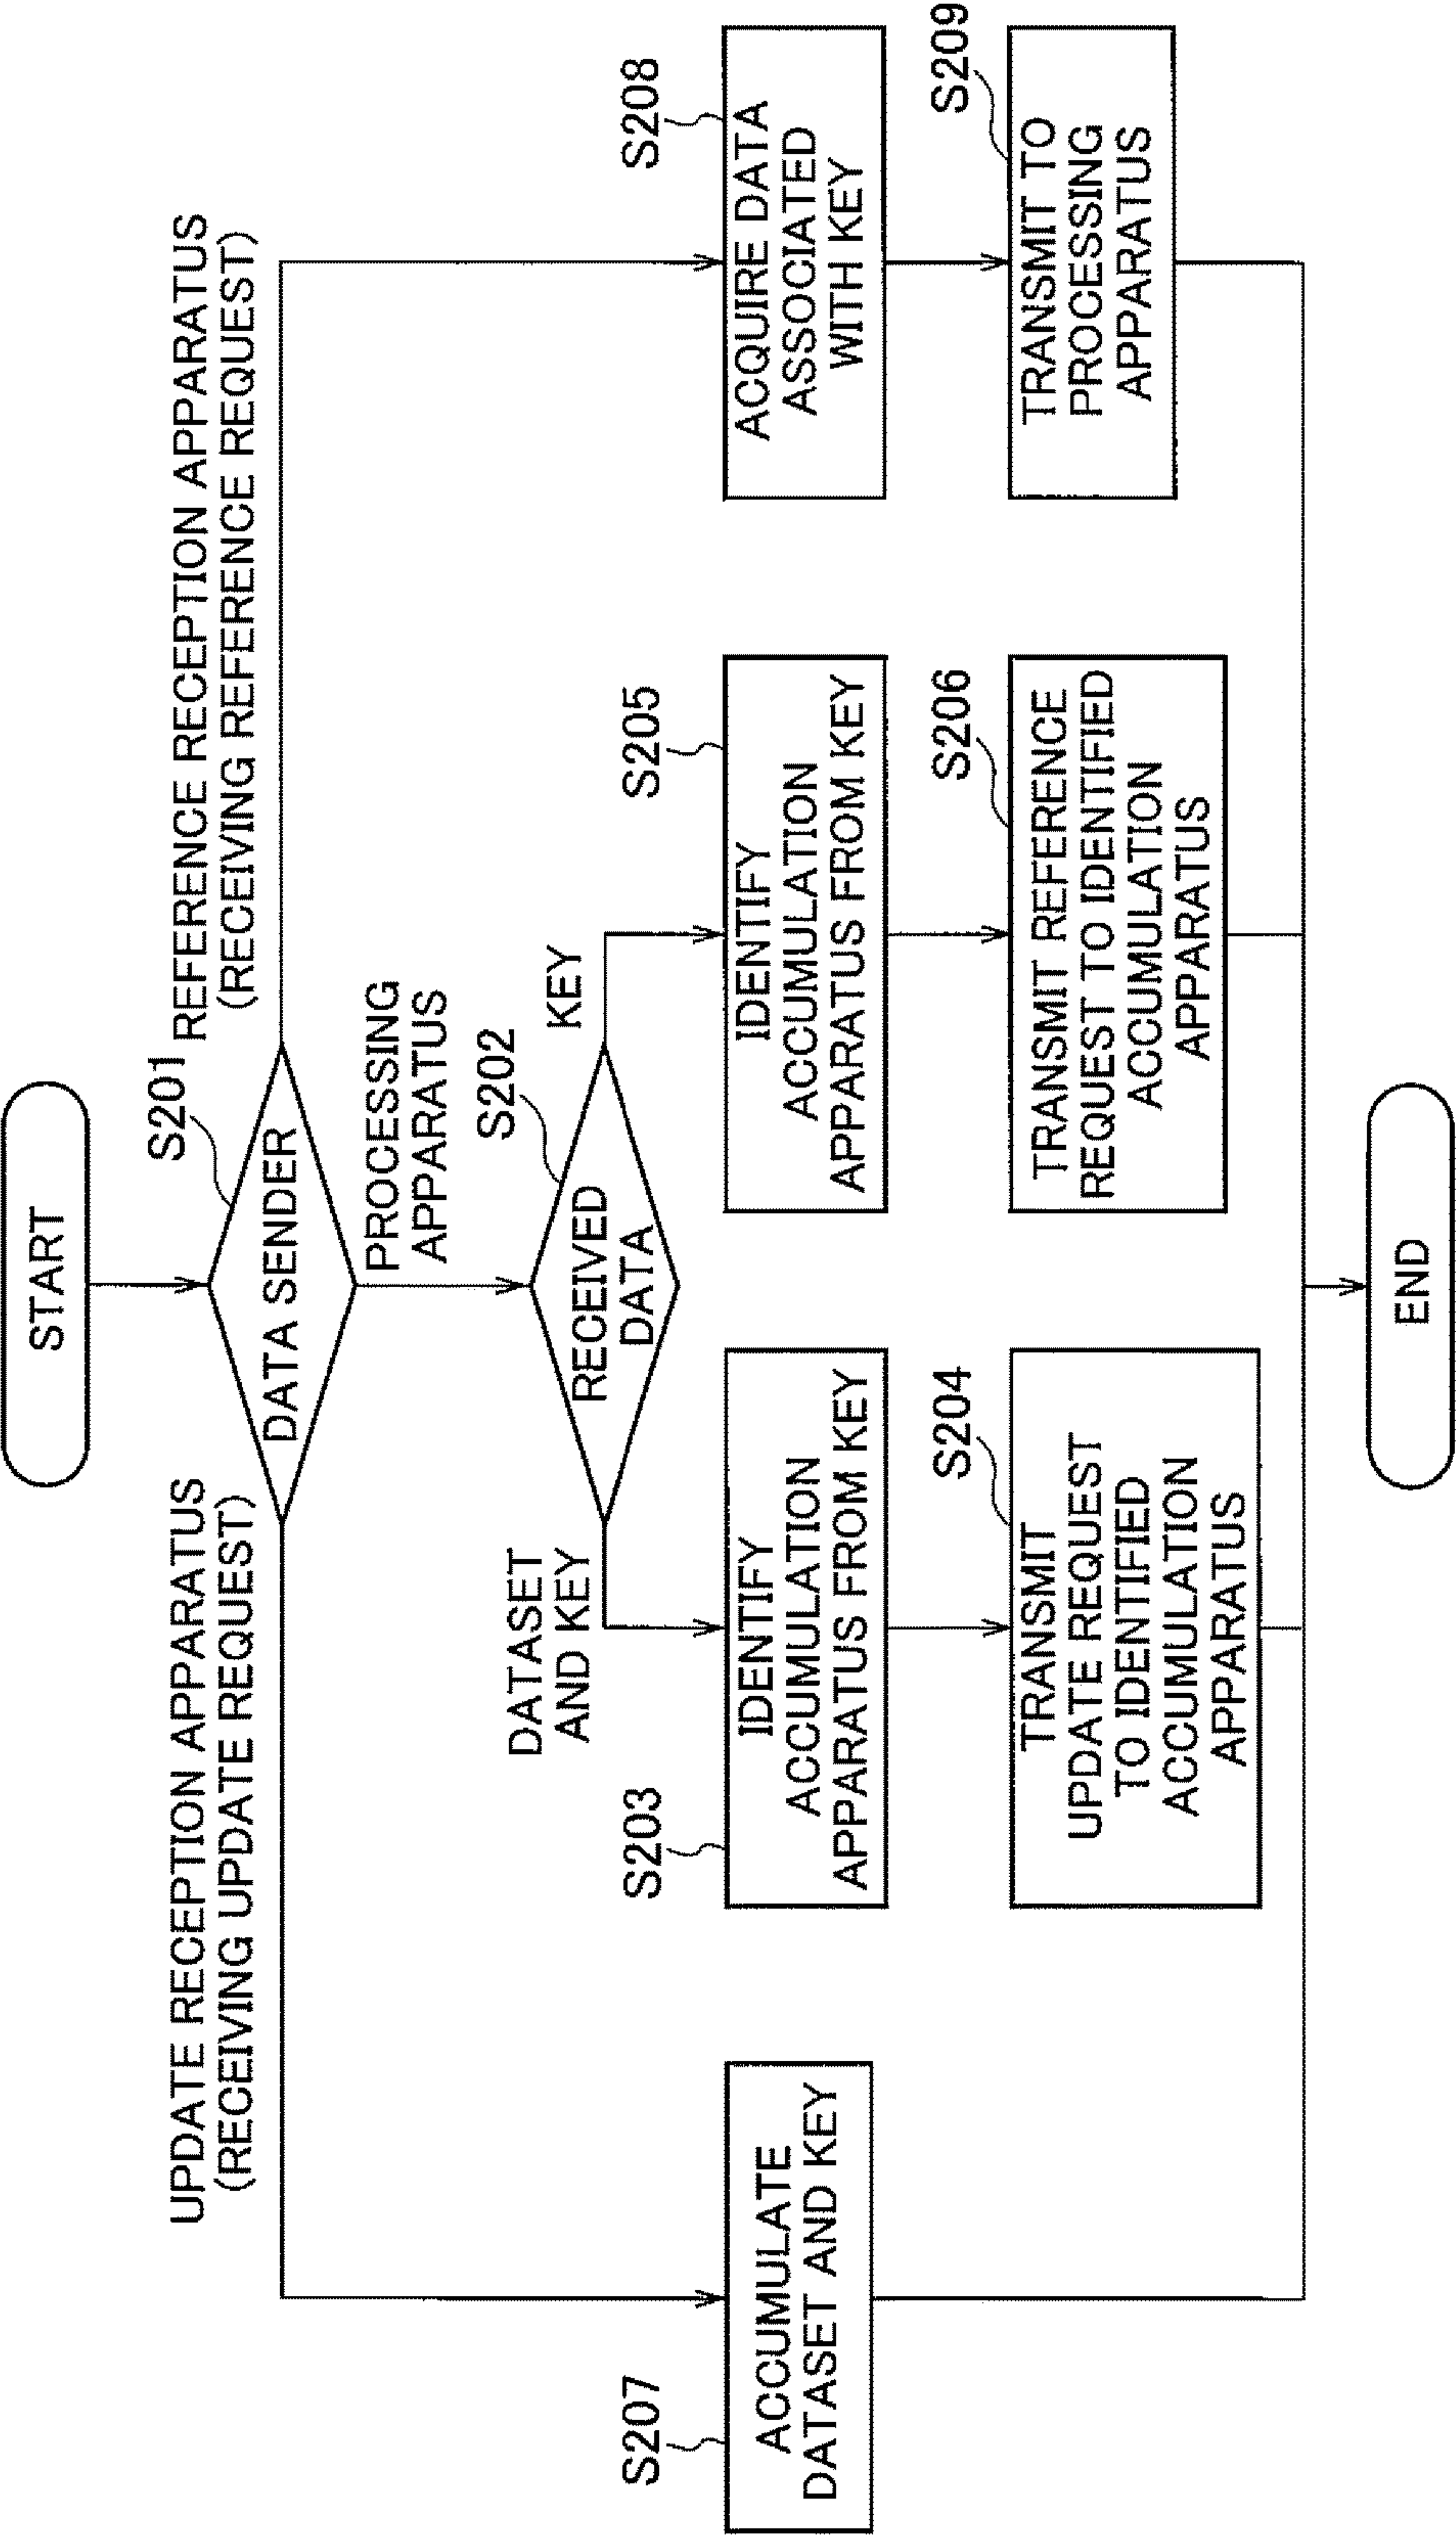 START
S201
DATA SENDER
UPDATE RECEPTION APPARATUS
(RECEIVING UPDATE REQUEST)
REFERENCE RECEPTION APPARATUS
(RECEIVING REFERENCE REQUEST)
PROCESSING
APPARATUS
S202
RECEIVED
DATA
DATASET
AND KEY
KEY
S207
ACCUMULATE
DATASET AND KEY
S203
IDENTIFY
ACCUMULATION
APPARATUS FROM KEY
S205
IDENTIFY
ACCUMULATION
APPARATUS FROM KEY
S208
ACQUIRE DATA
ASSOCIATED
WITH KEY
S204
TRANSMIT
UPDATE REQUEST
TO IDENTIFIED
ACCUMULATION
APPARATUS
S206
TRANSMIT REFERENCE
REQUEST TO IDENTIFIED
ACCUMULATION
APPARATUS
S209
TRANSMIT TO
PROCESSING
APPARATUS
END